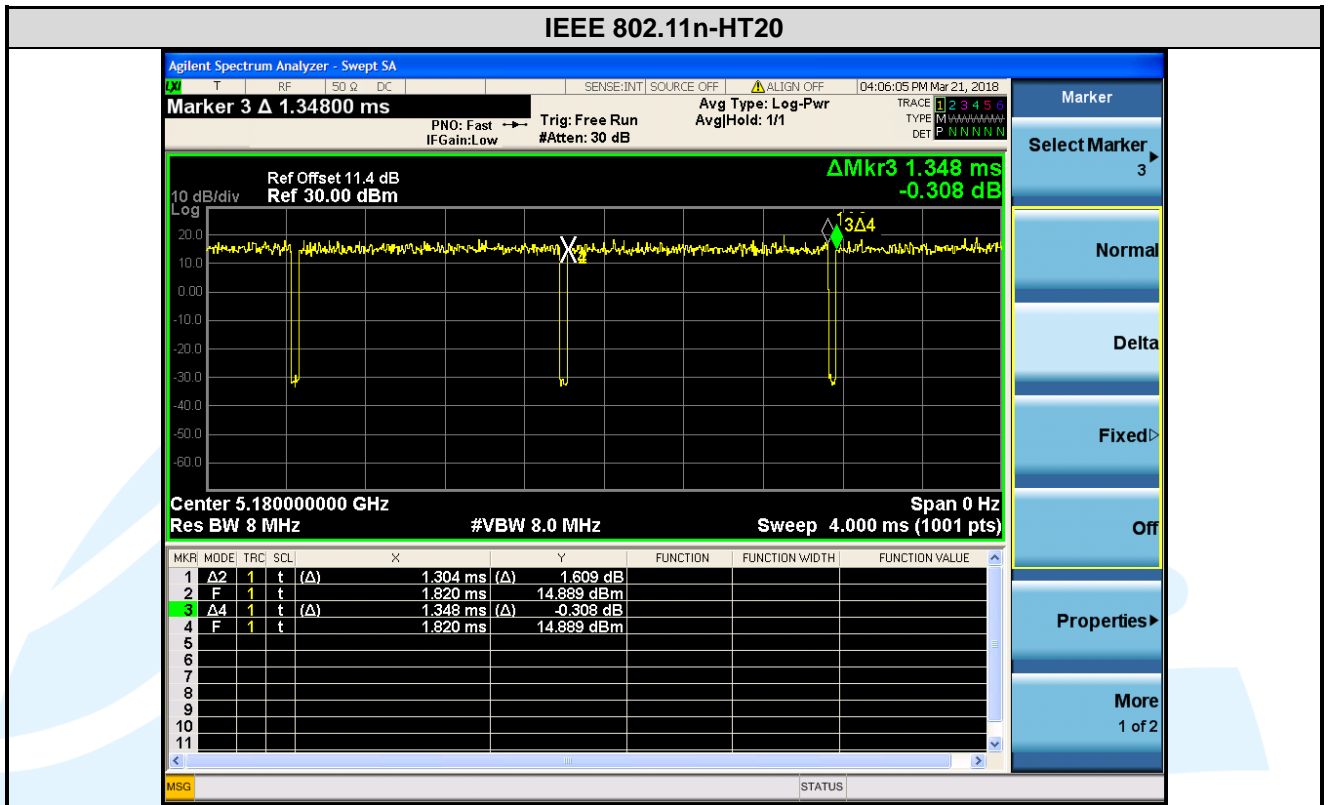 IEEE 802.11n-HT20
Agilent Spectrum Analyzer - Swept SA
LXI T RF 50 Ω DC SENSE:INT SOURCE OFF ALIGN OFF 04:06:05 PM Mar 21, 2018
Marker 3 Δ 1.34800 ms
PNO: Fast
IFGain:Low
Trig: Free Run
#Atten: 30 dB
Avg Type: Log-Pwr
Avg|Hold: 1/1
TRACE 1 2 3 4 5 6
TYPE M WWWWW
DET P N N N N N
Ref Offset 11.4 dB
Ref 30.00 dBm
10 dB/div
Log
ΔMkr3 1.348 ms
-0.308 dB
20.0
10.0
0.00
-10.0
-20.0
-30.0
-40.0
-50.0
-60.0
3Δ4
Center 5.180000000 GHz Span 0 Hz
Res BW 8 MHz #VBW 8.0 MHz Sweep 4.000 ms (1001 pts)
MKR MODE TRC SCL X Y FUNCTION FUNCTION WIDTH FUNCTION VALUE
1 Δ2 1 t (Δ) 1.304 ms (Δ) 1.609 dB
2 F 1 t 1.820 ms 14.889 dBm
3 Δ4 1 t (Δ) 1.348 ms (Δ) -0.308 dB
4 F 1 t 1.820 ms 14.889 dBm
5
6
7
8
9
10
11
MSG STATUS
Marker
Select Marker
3
Normal
Delta
Fixed
Off
Properties
More
1 of 2